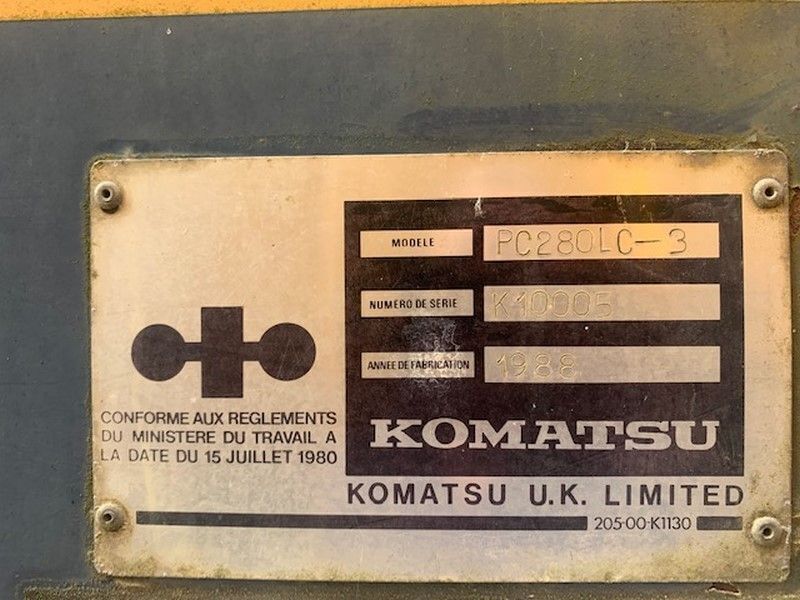 MODELE PC280LC-3
NUMERO DE SERIE K10005
ANNEE DE FABRICATION 1988
CONFORME AUX REGLEMENTS
DU MINISTERE DU TRAVAIL A
LA DATE DU 15 JUILLET 1980
KOMATSU
KOMATSU U.K. LIMITED
205-00-K1130